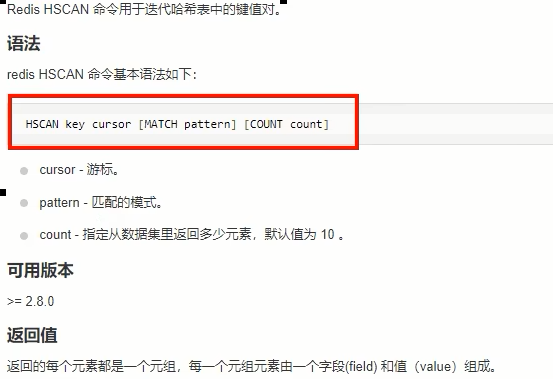 Redis HSCAN 命令用于迭代哈希表中的键值对。
语法
redis HSCAN 命令基本语法如下：
HSCAN key cursor [MATCH pattern] [COUNT count]
cursor - 游标。
pattern - 匹配的模式。
count - 指定从数据集里返回多少元素，默认值为 10 。
可用版本
>= 2.8.0
返回值
返回的每个元素都是一个元组，每一个元组元素由一个字段(field) 和值（value）组成。